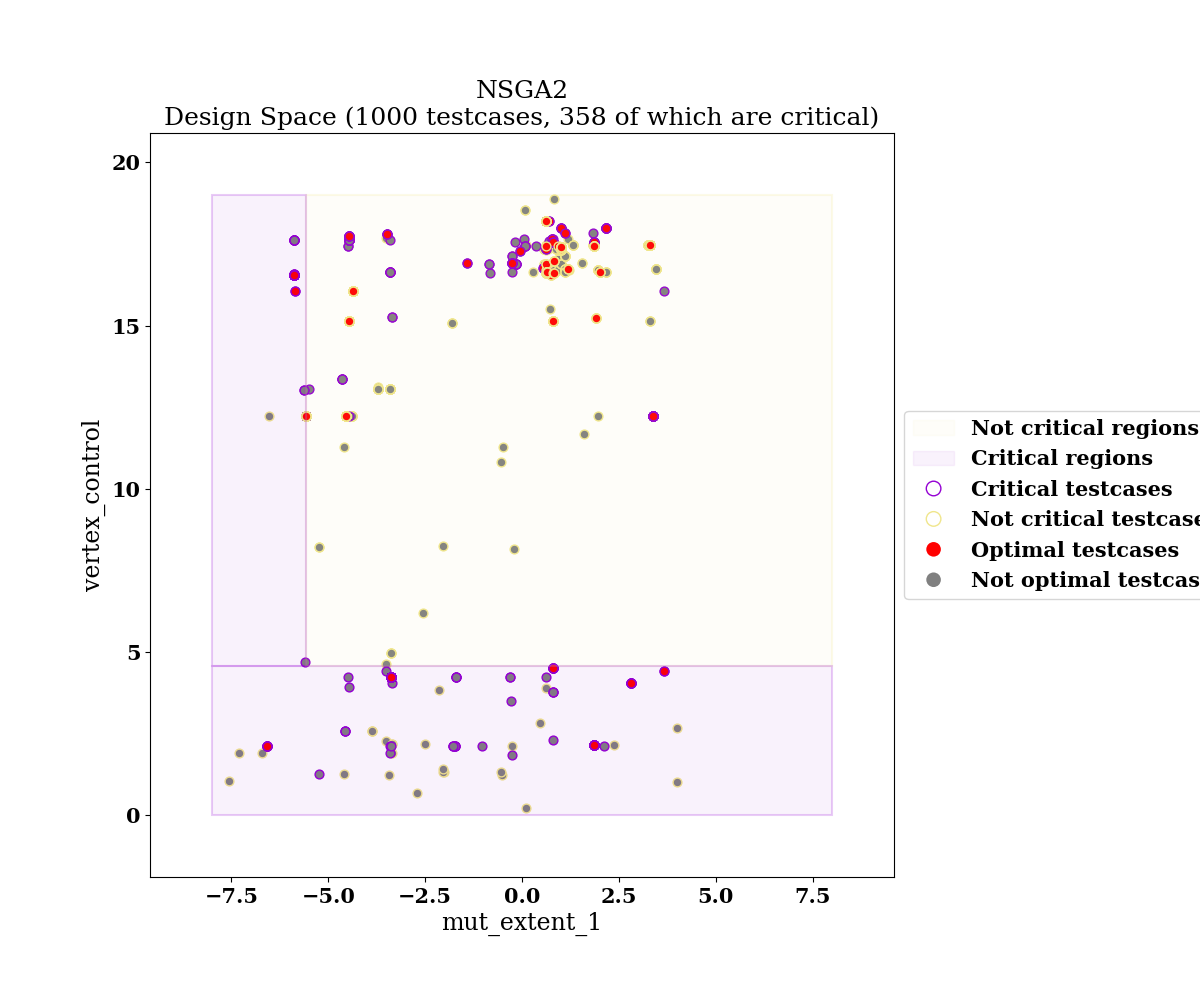 NSGA2
Design Space (1000 testcases, 358 of which are critical)
20
15
10
5
0
vertex_control
−7.5
−5.0
−2.5
0.0
2.5
5.0
7.5
mut_extent_1
Not critical regions
Critical regions
Critical testcases
Not critical testcase
Optimal testcases
Not optimal testcas